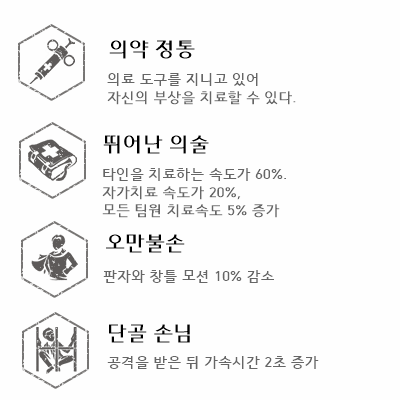 의약 정통
의료 도구를 지니고 있어
자신의 부상을 치료할 수 있다.
뛰어난 의술
타인을 치료하는 속도가 60%.
자가치료 속도가 20%,
모든 팀원 치료속도 5% 증가
오만불손
판자와 창틀 모션 10% 감소
단골 손님
공격을 받은 뒤 가속시간 2초 증가